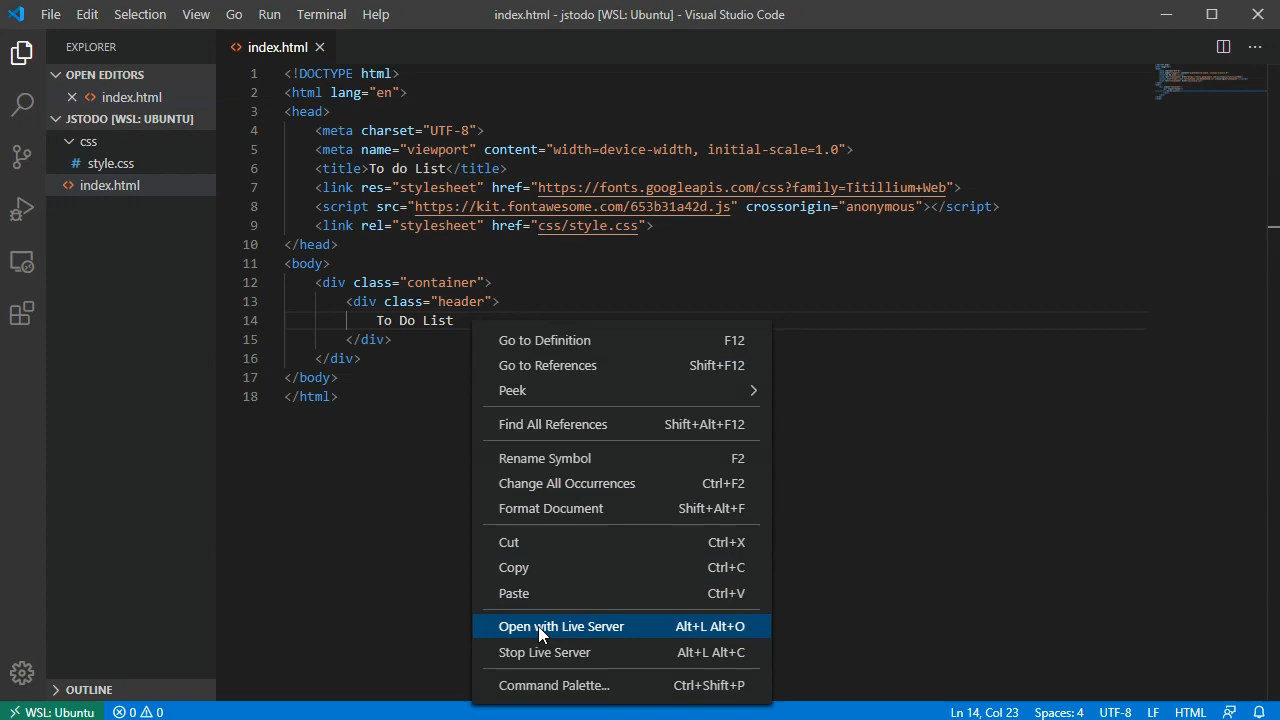 File Edit Selection View Go Run Terminal Help index.html - jstodo [WSL: Ubuntu] - Visual Studio Code
EXPLORER
OPEN EDITORS
index.html
JSTODO [WSL: UBUNTU]
css
# style.css
<> index.html
OUTLINE
<> index.html
1 <!DOCTYPE html>
2 <html lang="en">
3 <head>
4 <meta charset="UTF-8">
5 <meta name="viewport" content="width=device-width, initial-scale=1.0">
6 <title>To do List</title>
7 <link res="stylesheet" href="https://fonts.googleapis.com/css?family=Titillium+Web">
8 <script src="https://kit.fontawesome.com/653b31a42d.js" crossorigin="anonymous"></script>
9 <link rel="stylesheet" href="css/style.css">
10 </head>
11 <body>
12 <div class="container">
13 <div class="header">
14 To Do List
15 </div>
16 </div>
17 </body>
18 </html>
Go to Definition F12
Go to References Shift+F12
Peek
Find All References Shift+Alt+F12
Rename Symbol F2
Change All Occurrences Ctrl+F2
Format Document Shift+Alt+F
Cut Ctrl+X
Copy Ctrl+C
Paste Ctrl+V
Open with Live Server Alt+L Alt+O
Stop Live Server Alt+L Alt+C
Command Palette... Ctrl+Shift+P
WSL: Ubuntu 0 0 Ln 14, Col 23 Spaces: 4 UTF-8 LF HTML